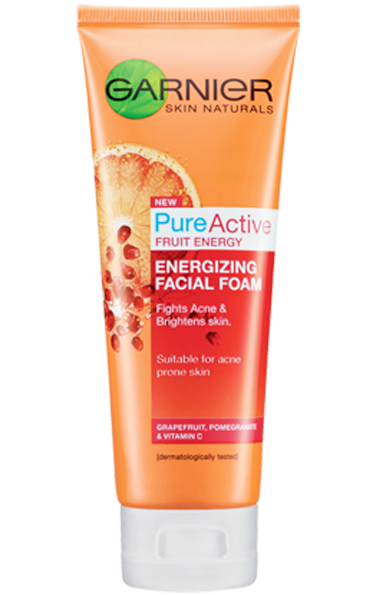 GARNIER
SKIN NATURALS
NEW
PureActive
FRUIT ENERGY
ENERGIZING
FACIAL FOAM
Fights Acne &
Brightens skin.
Suitable for acne
prone skin
GRAPEFRUIT, POMEGRANATE
& VITAMIN C
[dermatologically tested]